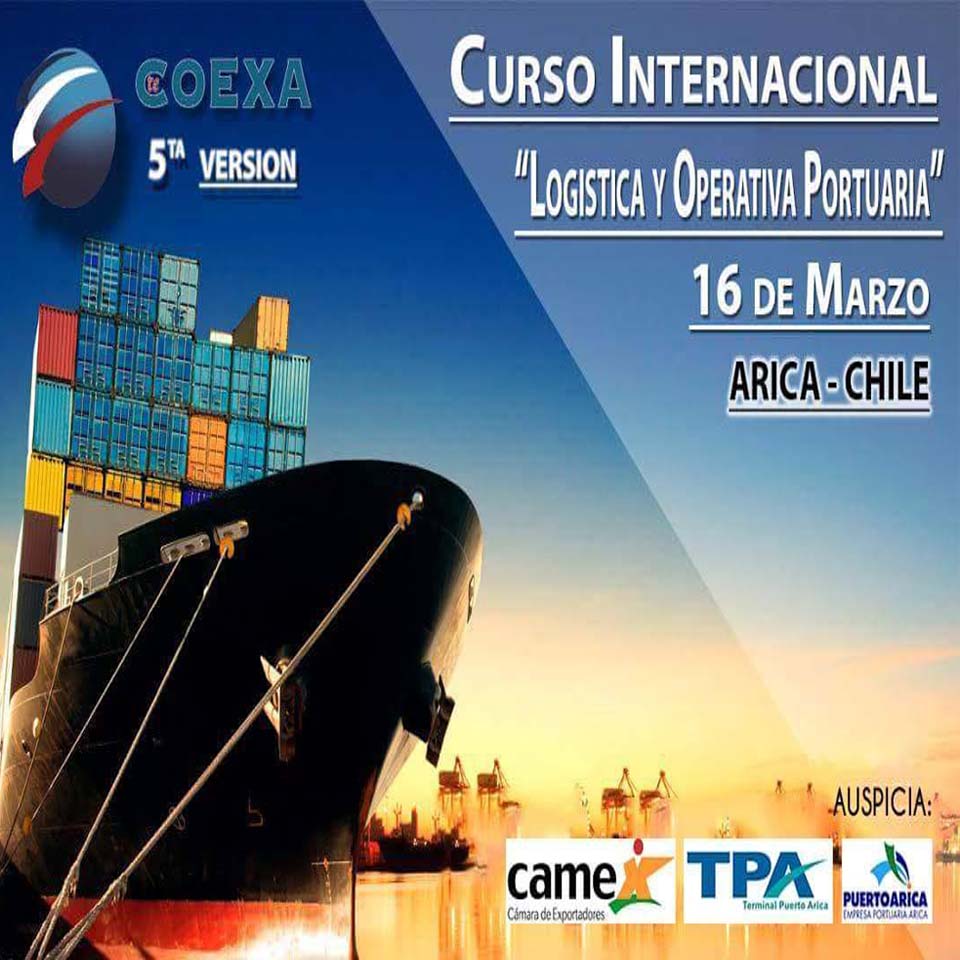 COEXA
5TA VERSION
CURSO INTERNACIONAL
“LOGISTICA Y OPERATIVA PORTUARIA”
16 DE MARZO
ARICA - CHILE
AUSPICIA:
camex
Cámara de Exportadores
TPA
Terminal Puerto Arica
PUERTOARICA
EMPRESA PORTUARIA ARICA